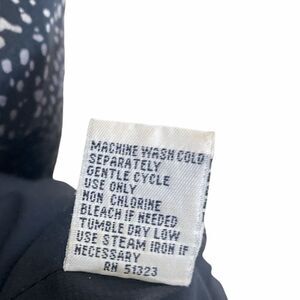 MACHINE WASH COLD
SEPARATELY
GENTLE CYCLE
USE ONLY
NON CHLORINE
BLEACH IF NEEDED
TUMBLE DRY LOW
USE STEAM IRON IF
NECESSARY
RN 51323